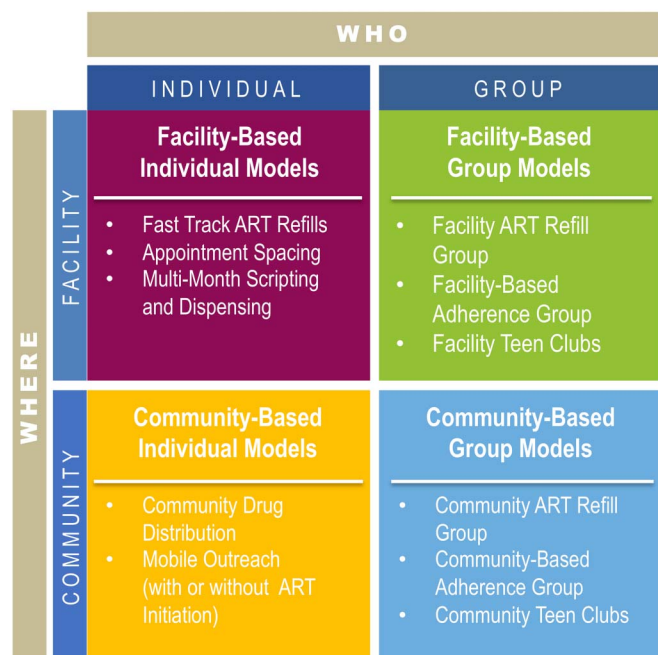 WHO
INDIVIDUAL
GROUP
WHERE
FACILITY
Facility-Based
Individual Models
• Fast Track ART Refills
• Appointment Spacing
• Multi-Month Scripting
and Dispensing
Facility-Based
Group Models
• Facility ART Refill
Group
• Facility-Based
Adherence Group
• Facility Teen Clubs
COMMUNITY
Community-Based
Individual Models
• Community Drug
Distribution
• Mobile Outreach
(with or without ART
Initiation)
Community-Based
Group Models
• Community ART Refill
Group
• Community-Based
Adherence Group
• Community Teen Clubs